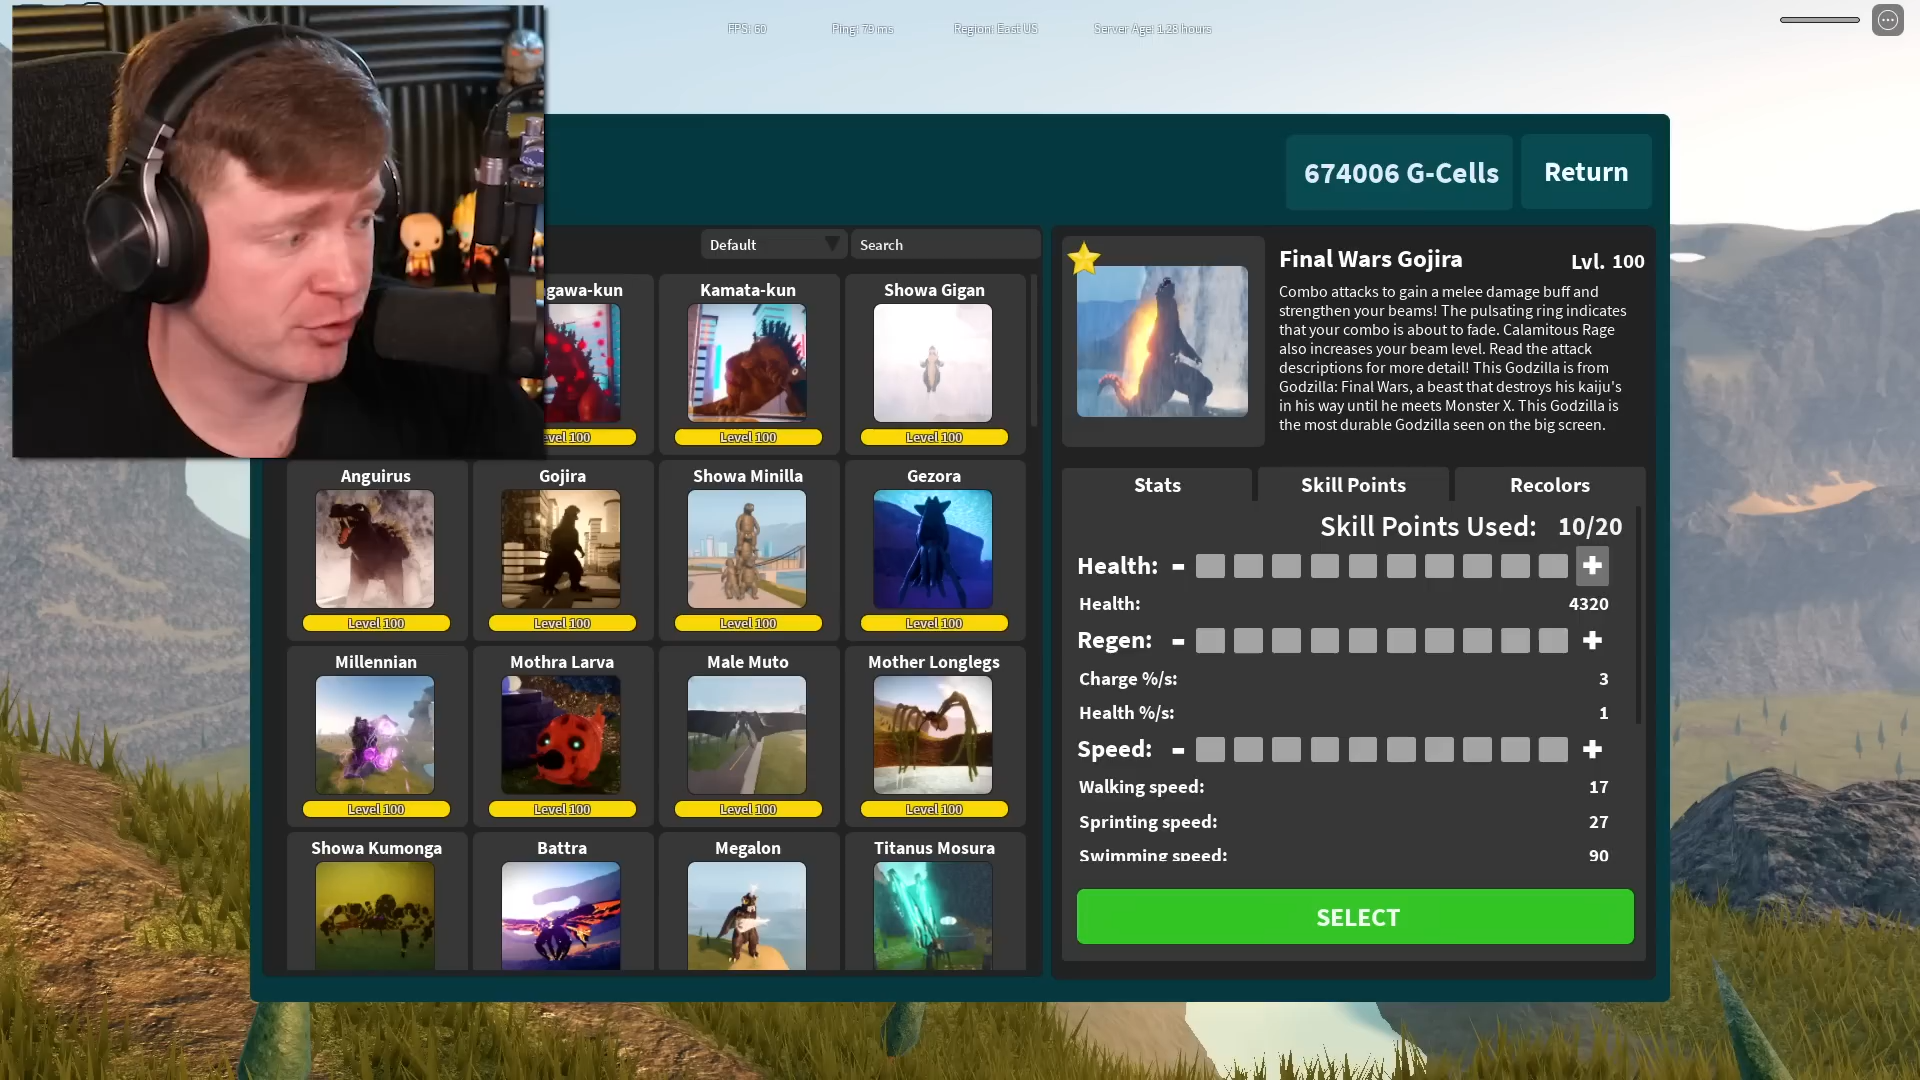 FPS: 60
Ping: 79 ms
Region: East US
Server Age: 1.28 hours
674006 G-Cells
Return
Default
Search
gawa-kun
Kamata-kun
Showa Gigan
evel 100
Level 100
Level 100
Anguirus
Gojira
Showa Minilla
Gezora
Level 100
Level 100
Level 100
Level 100
Millennian
Mothra Larva
Male Muto
Mother Longlegs
Level 100
Level 100
Level 100
Level 100
Showa Kumonga
Battra
Megalon
Titanus Mosura
Final Wars Gojira
Lvl. 100
Combo attacks to gain a melee damage buff and
strengthen your beams! The pulsating ring indicates
that your combo is about to fade. Calamitous Rage
also increases your beam level. Read the attack
descriptions for more detail! This Godzilla is from
Godzilla: Final Wars, a beast that destroys his kaiju's
in his way until he meets Monster X. This Godzilla is
the most durable Godzilla seen on the big screen.
Stats
Skill Points
Recolors
Skill Points Used: 10/20
Health: - +
Health: 4320
Regen: - +
Charge %/s: 3
Health %/s: 1
Speed: - +
Walking speed: 17
Sprinting speed: 27
Swimming speed: 90
SELECT